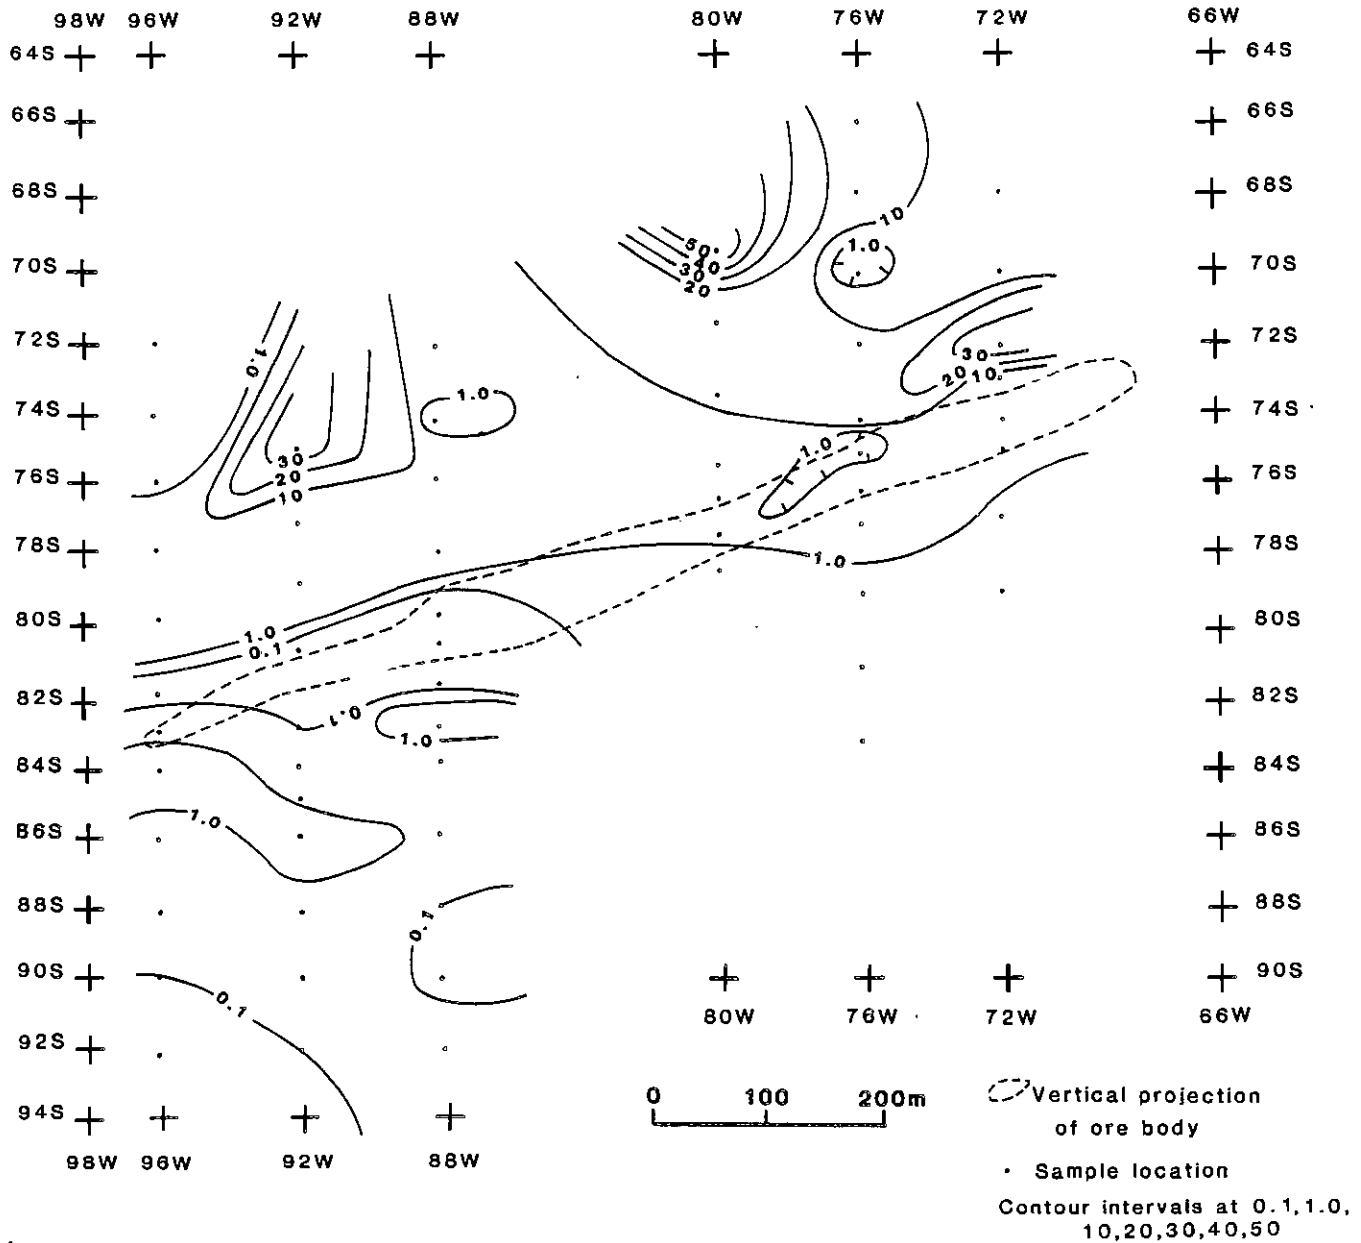 98W 96W 92W 88W 80W 76W 72W 66W
64S 64S
66S 66S
68S 68S
10
1.0
50
40
30
20
70S 70S
72S 72S
1.0
30
20 10
1.0
74S 74S
1.0
30
20
10
76S 76S
78S 78S
1.0
80S 80S
1.0
0.1
82S 82S
0.1
1.0
84S 84S
1.0
86S 86S
88S 88S
0.1
90S 90S
0.1
80W 76W 72W 66W
92S
94S
0 100 200m
98W 96W 92W 88W
Vertical projection
of ore body
Sample location
Contour intervals at 0.1,1.0,
10,20,30,40,50